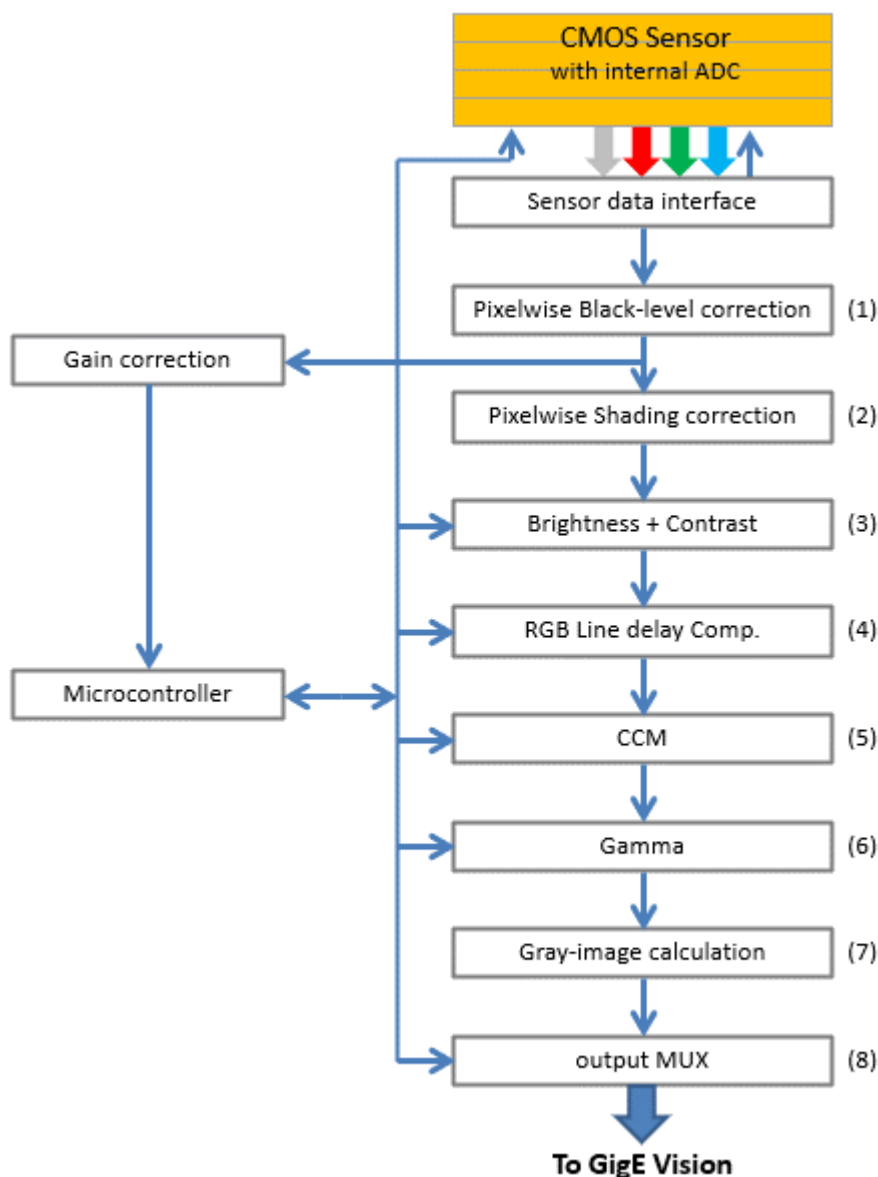 CMOS Sensor
with internal ADC
Sensor data interface
Pixelwise Black-level correction (1)
Gain correction
Pixelwise Shading correction (2)
Brightness + Contrast (3)
RGB Line delay Comp. (4)
Microcontroller
CCM (5)
Gamma (6)
Gray-image calculation (7)
output MUX (8)
To GigE Vision